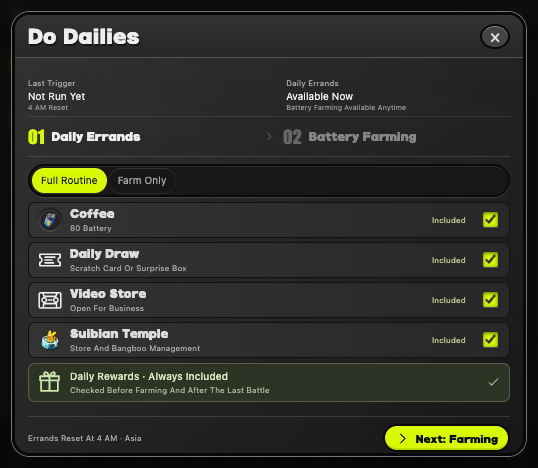 Do Dailies
Last Trigger
Not Run Yet
4 AM Reset
Daily Errands
Available Now
Battery Farming Available Anytime
01 Daily Errands
02 Battery Farming
Full Routine
Farm Only
Coffee
80 Battery
Included
Daily Draw
Scratch Card Or Surprise Box
Included
Video Store
Open For Business
Included
Suibian Temple
Store And Bangboo Management
Included
Daily Rewards · Always Included
Checked Before Farming And After The Last Battle
Errands Reset At 4 AM · Asia
Next: Farming